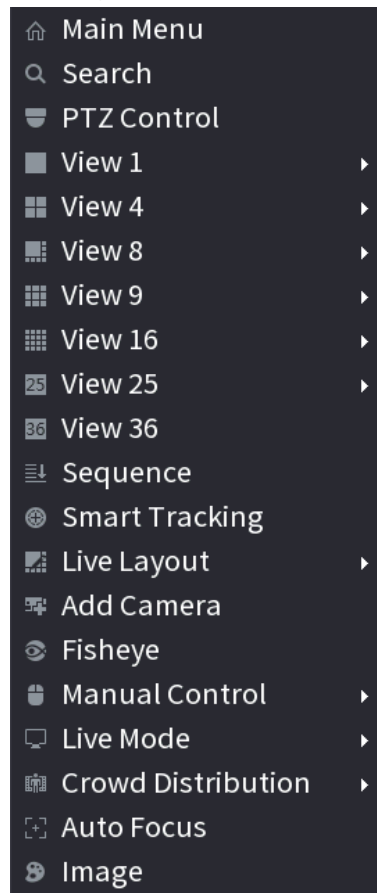 Main Menu
Search
PTZ Control
View 1
View 4
View 8
View 9
View 16
25 View 25
36 View 36
Sequence
Smart Tracking
Live Layout
Add Camera
Fisheye
Manual Control
Live Mode
Crowd Distribution
Auto Focus
Image